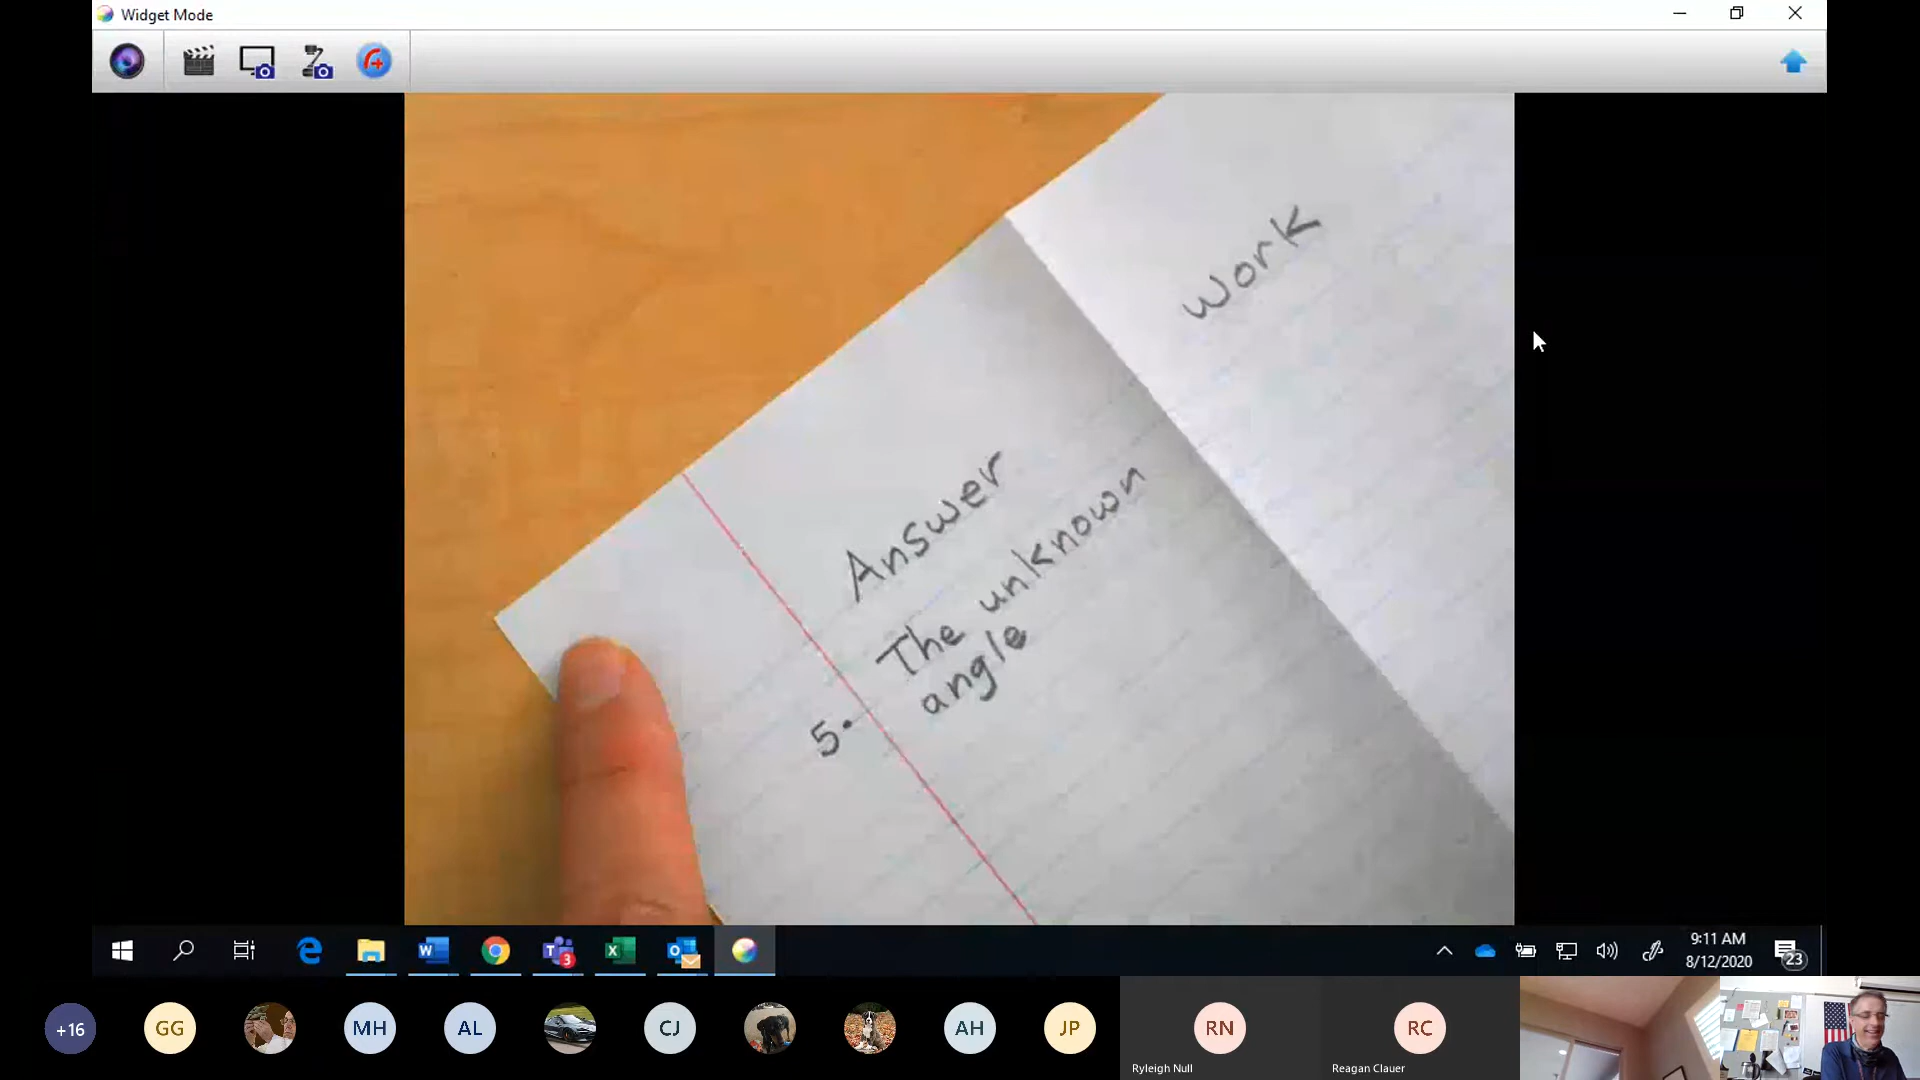 Widget Mode
Work
Answer
The unknown
angle
5.
9:11 AM
8/12/2020
23
3
+16
GG
MH
AL
CJ
AH
JP
RN
RC
Ryleigh Null
Reagan Clauer